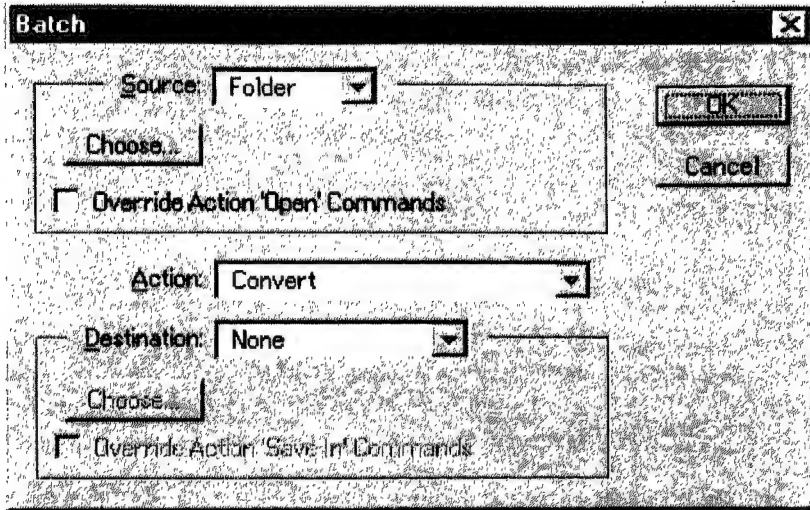 Batch
Source: Folder
OK
Choose...
Cancel
Override Action 'Open' Commands
Action: Convert
Destination: None
Choose...
Override Action 'Save In' Commands